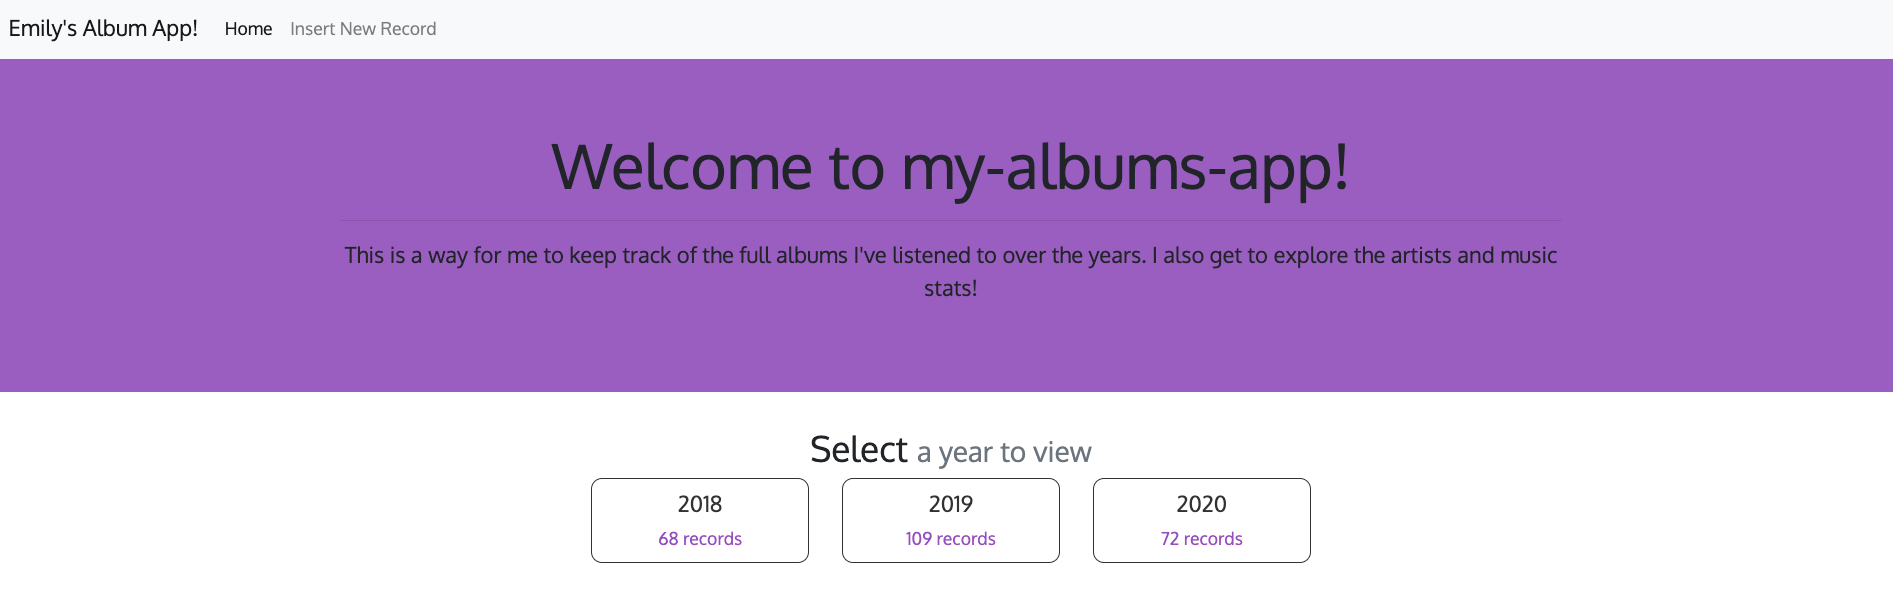 Emily's Album App! Home Insert New Record
Welcome to my-albums-app!
This is a way for me to keep track of the full albums I've listened to over the years. I also get to explore the artists and music
stats!
Select a year to view
2018 2019 2020
68 records 109 records 72 records